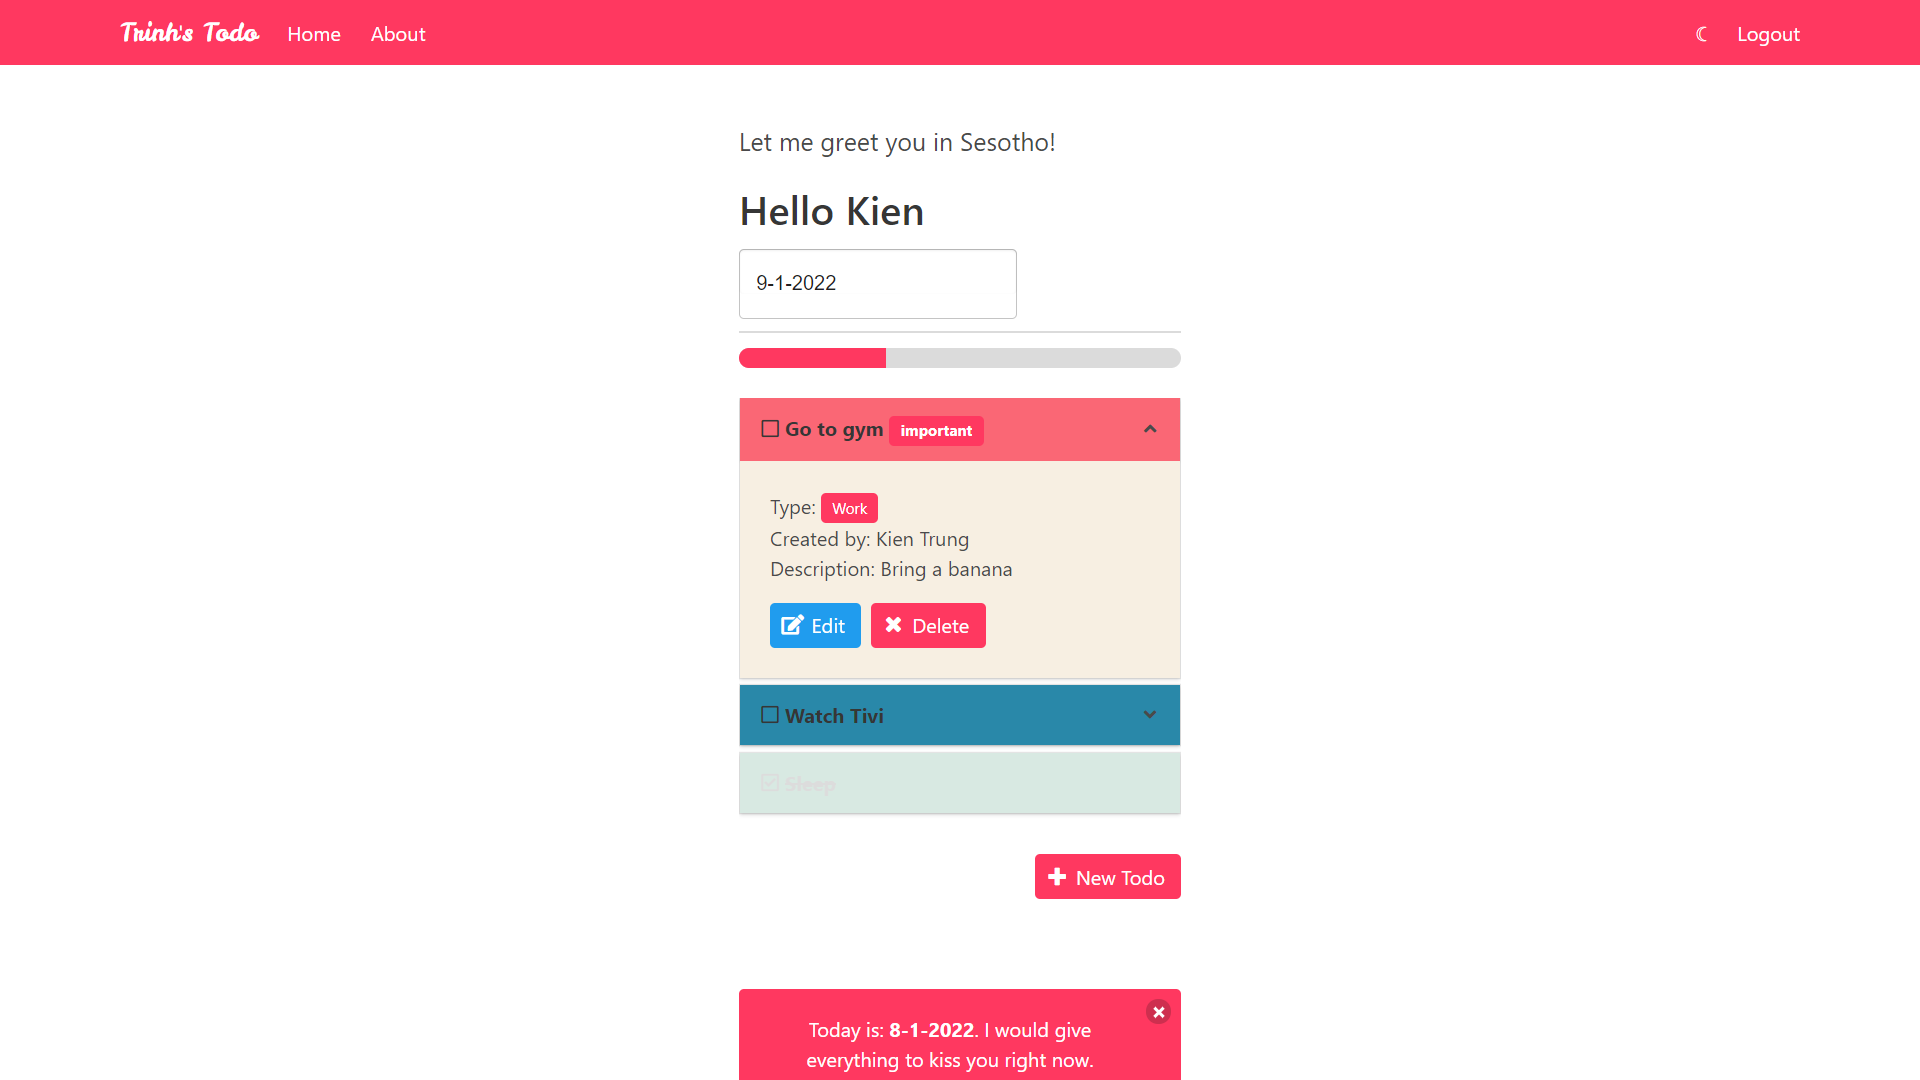 Trinh's Todo Home About Logout
Let me greet you in Sesotho!
Hello Kien
9-1-2022
Go to gym important
Type: Work
Created by: Kien Trung
Description: Bring a banana
Edit Delete
Watch Tivi
Sleep
New Todo
Today is: 8-1-2022. I would give
everything to kiss you right now.